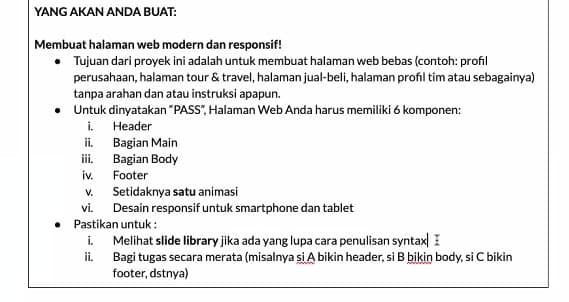 YANG AKAN ANDA BUAT:
Membuat halaman web modern dan responsif!
• Tujuan dari proyek ini adalah untuk membuat halaman web bebas (contoh: profil
perusahaan, halaman tour & travel, halaman jual-beli, halaman profil tim atau sebagainya)
tanpa arahan dan atau instruksi apapun.
• Untuk dinyatakan "PASS", Halaman Web Anda harus memiliki 6 komponen:
i. Header
ii. Bagian Main
iii. Bagian Body
iv. Footer
v. Setidaknya satu animasi
vi. Desain responsif untuk smartphone dan tablet
• Pastikan untuk :
i. Melihat slide library jika ada yang lupa cara penulisan syntax
ii. Bagi tugas secara merata (misalnya si A bikin header, si B bikin body, si C bikin
footer, dstnya)